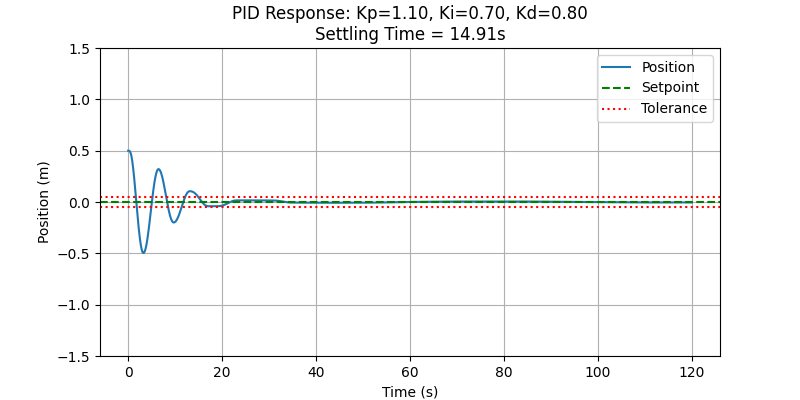 PID Response: Kp=1.10, Ki=0.70, Kd=0.80
Settling Time = 14.91s
Position
Setpoint
Tolerance
Position (m)
1.5
1.0
0.5
0.0
−0.5
−1.0
−1.5
0
20
40
60
80
100
120
Time (s)